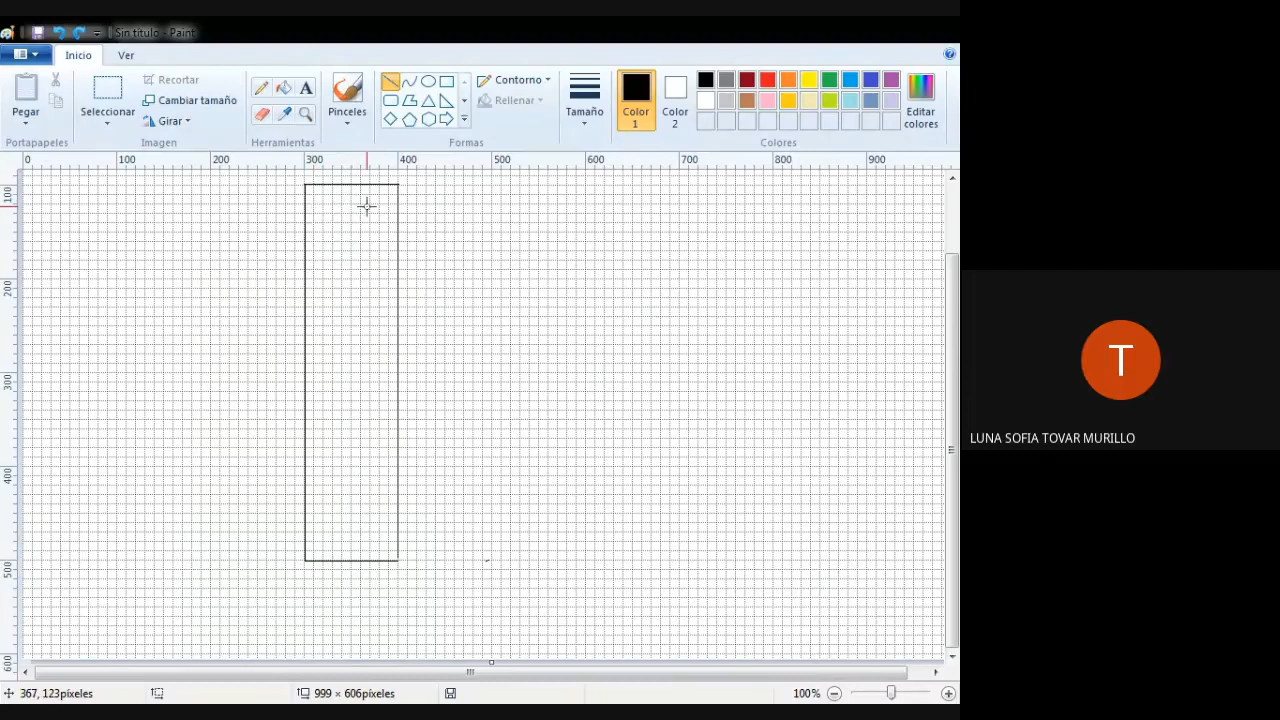 Sin título - Paint
Inicio Ver
Pegar
Seleccionar
Recortar
Cambiar tamaño
Girar
A
Pinceles
Contorno
Rellenar
Tamaño
Color 1
Color 2
Editar colores
Portapapeles Imagen Herramientas Formas Colores
0 100 200 300 400 500 600 700 800 900
100
200
300
400
500
600
T
LUNA SOFIA TOVAR MURILLO
367, 123píxeles 999 × 606píxeles 100%